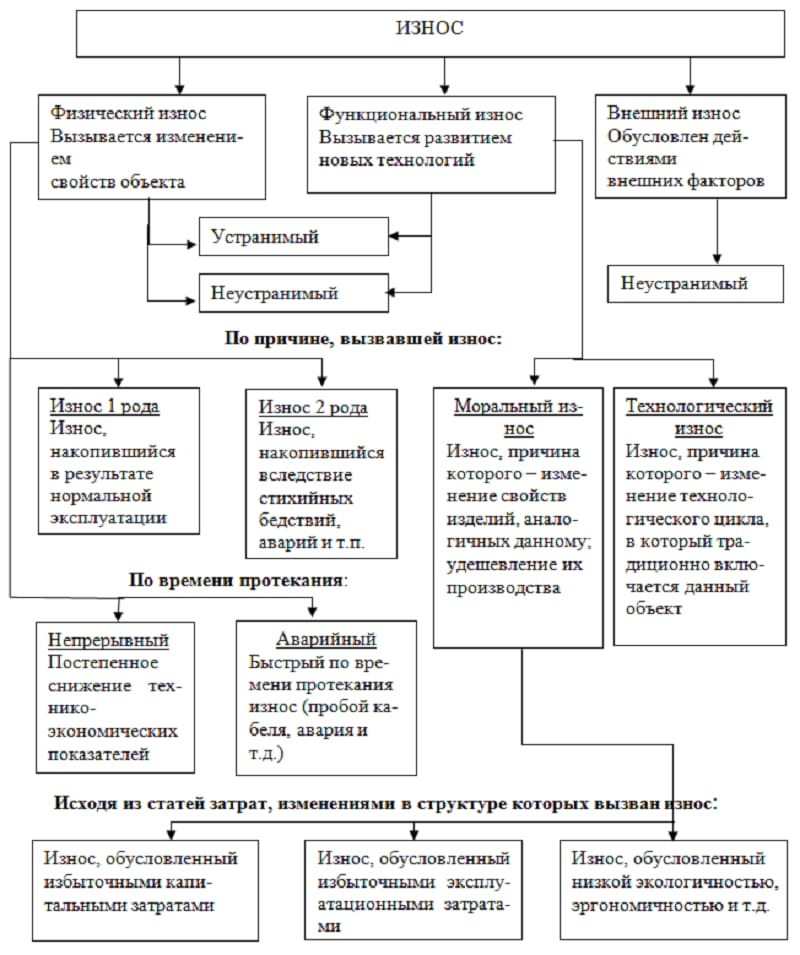 ИЗНОС
Физический износ
Вызывается изменени-
ем
свойств объекта
Функциональный износ
Вызывается развитием
новых технологий
Внешний износ
Обусловлен дей-
ствиями
внешних факторов
Устранимый
Неустранимый
Неустранимый
По причине, вызвавшей износ:
Износ 1 рода
Износ,
накопившийся
в результате
нормальной
эксплуатации
Износ 2 рода
Износ,
накопившийся
вследствие
стихийных
бедствий,
аварий и т.п.
Моральный из-
нос
Износ, причина
которого – изме-
нение свойств
изделий, анало-
гичных данному;
удешевление их
производства
Технологический
износ
Износ, причина
которого – изме-
нение техноло-
гического цикла,
в который тра-
диционно вклю-
чается данный
объект
По времени протекания:
Непрерывный
Постепенное
снижение тех-
нико-
экономических
показателей
Аварийный
Быстрый по вре-
мени протекания
износ (пробой ка-
беля, авария и
т.д.)
Исходя из статей затрат, изменениями в структуре которых вызван износ:
Износ, обусловленный
избыточными капи-
тальными затратами
Износ, обусловленный
избыточными эксплу-
атационными затрата-
ми
Износ, обусловленный
низкой экологичностью,
эргономичностью и т.д.